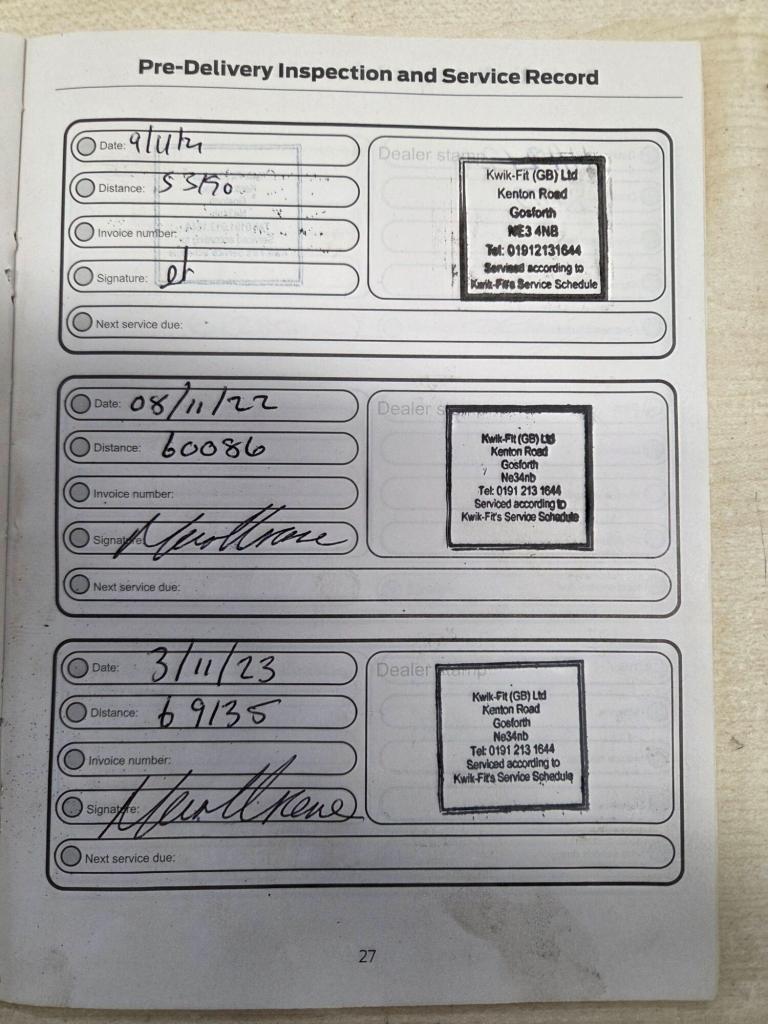 Pre-Delivery Inspection and Service Record
Date: 9/11/21
Distance: 53190
Invoice number:
Signature:
Next service due:
Dealer stamp
Kwik-Fit (GB) Ltd
Kenton Road
Gosforth
NE3 4NB
Tel: 01912131644
Serviced according to
Kwik-Fit's Service Schedule
Date: 08/11/22
Distance: 60086
Invoice number:
Signature:
Next service due:
Dealer stamp
Kwik-Fit (GB) Ltd
Kenton Road
Gosforth
Ne34nb
Tel: 0191 213 1644
Serviced according to
Kwik-Fit's Service Schedule
Date: 3/11/23
Distance: 69135
Invoice number:
Signature:
Next service due:
Dealer stamp
Kwik-Fit (GB) Ltd
Kenton Road
Gosforth
Ne34nb
Tel: 0191 213 1644
Serviced according to
Kwik-Fit's Service Schedule
27